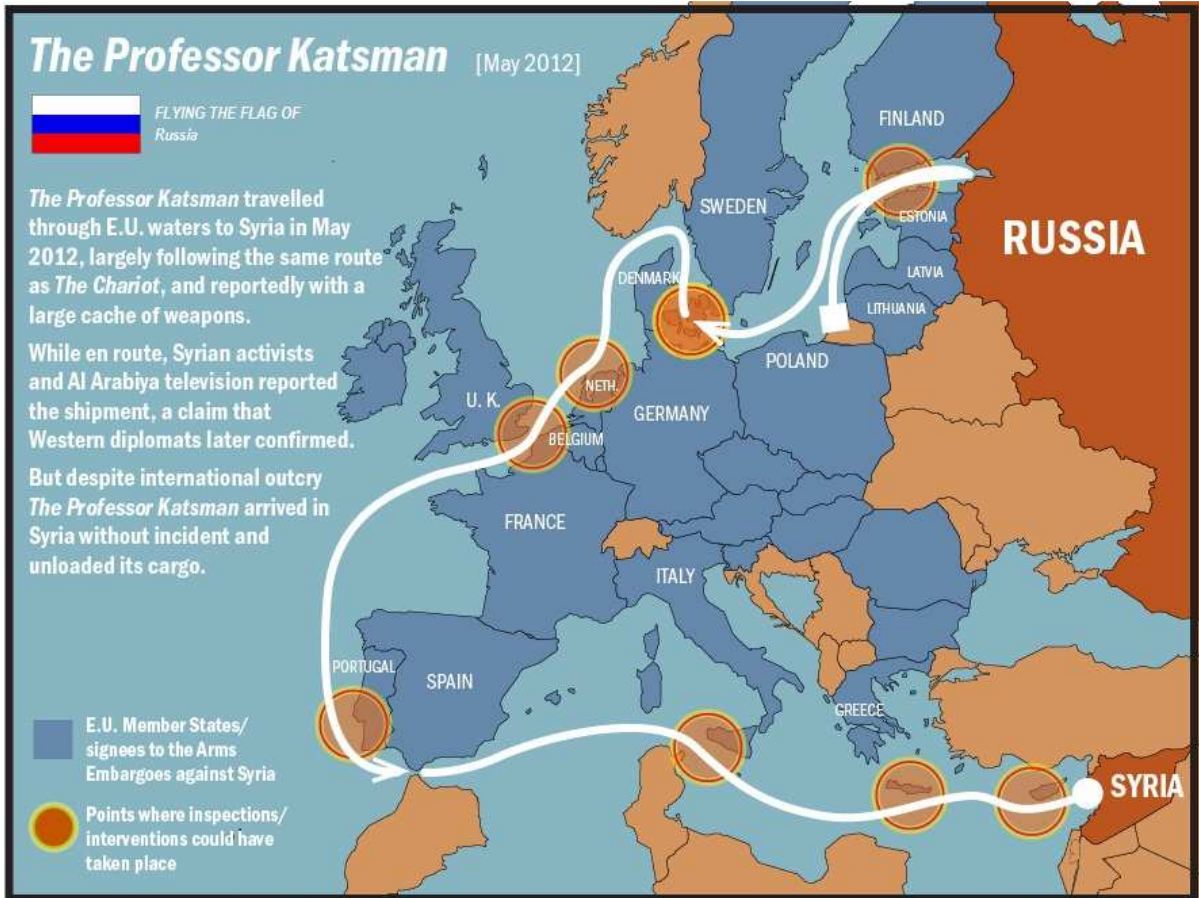 The Professor Katsman [May 2012]
FLYING THE FLAG OF
Russia
The Professor Katsman travelled
through E.U. waters to Syria in May
2012, largely following the same route
as The Chariot, and reportedly with a
large cache of weapons.
While en route, Syrian activists
and Al Arabiya television reported
the shipment, a claim that
Western diplomats later confirmed.
But despite international outcry
The Professor Katsman arrived in
Syria without incident and
unloaded its cargo.
FINLAND
SWEDEN
ESTONIA
RUSSIA
LATVIA
DENMARK
LITHUANIA
POLAND
NETH.
U. K.
GERMANY
BELGIUM
FRANCE
ITALY
PORTUGAL
SPAIN
GREECE
SYRIA
E.U. Member States/
signees to the Arms
Embargoes against Syria
Points where inspections/
interventions could have
taken place